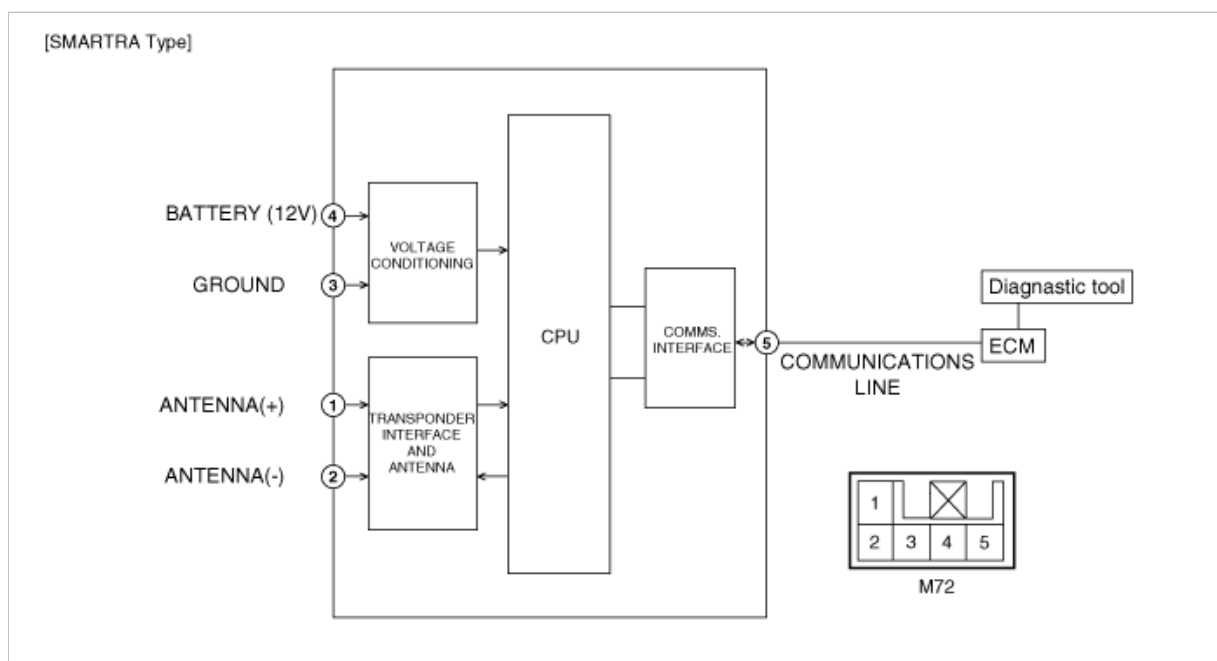 [SMARTRA Type]
BATTERY (12V)
4
VOLTAGE
CONDITIONING
GROUND
3
CPU
COMMS.
INTERFACE
5
COMMUNICATIONS
LINE
Diagnastic tool
ECM
ANTENNA(+)
1
TRANSPONDER
INTERFACE
AND
ANTENNA
ANTENNA(-)
2
1
2 3 4 5
M72